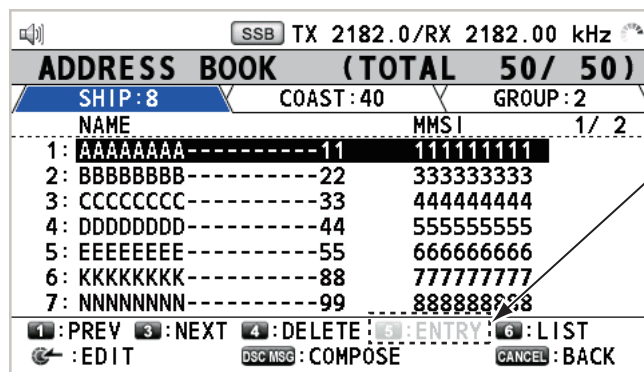 SSB TX 2182.0/RX 2182.00 kHz
ADDRESS BOOK (TOTAL 50/ 50)
SHIP:8 COAST:40 GROUP:2
NAME MMSI 1/ 2
1: AAAAAAAA----------11 111111111
2: BBBBBBBB----------22 333333333
3: CCCCCCCC----------33 444444444
4: DDDDDDDD----------44 555555555
5: EEEEEEEE----------55 666666666
6: KKKKKKKK----------88 777777777
7: NNNNNNNN----------99 888888888
1 :PREV 3 :NEXT 4 :DELETE 5 :ENTRY 6 :LIST
:EDIT DSC MSG :COMPOSE CANCEL :BACK